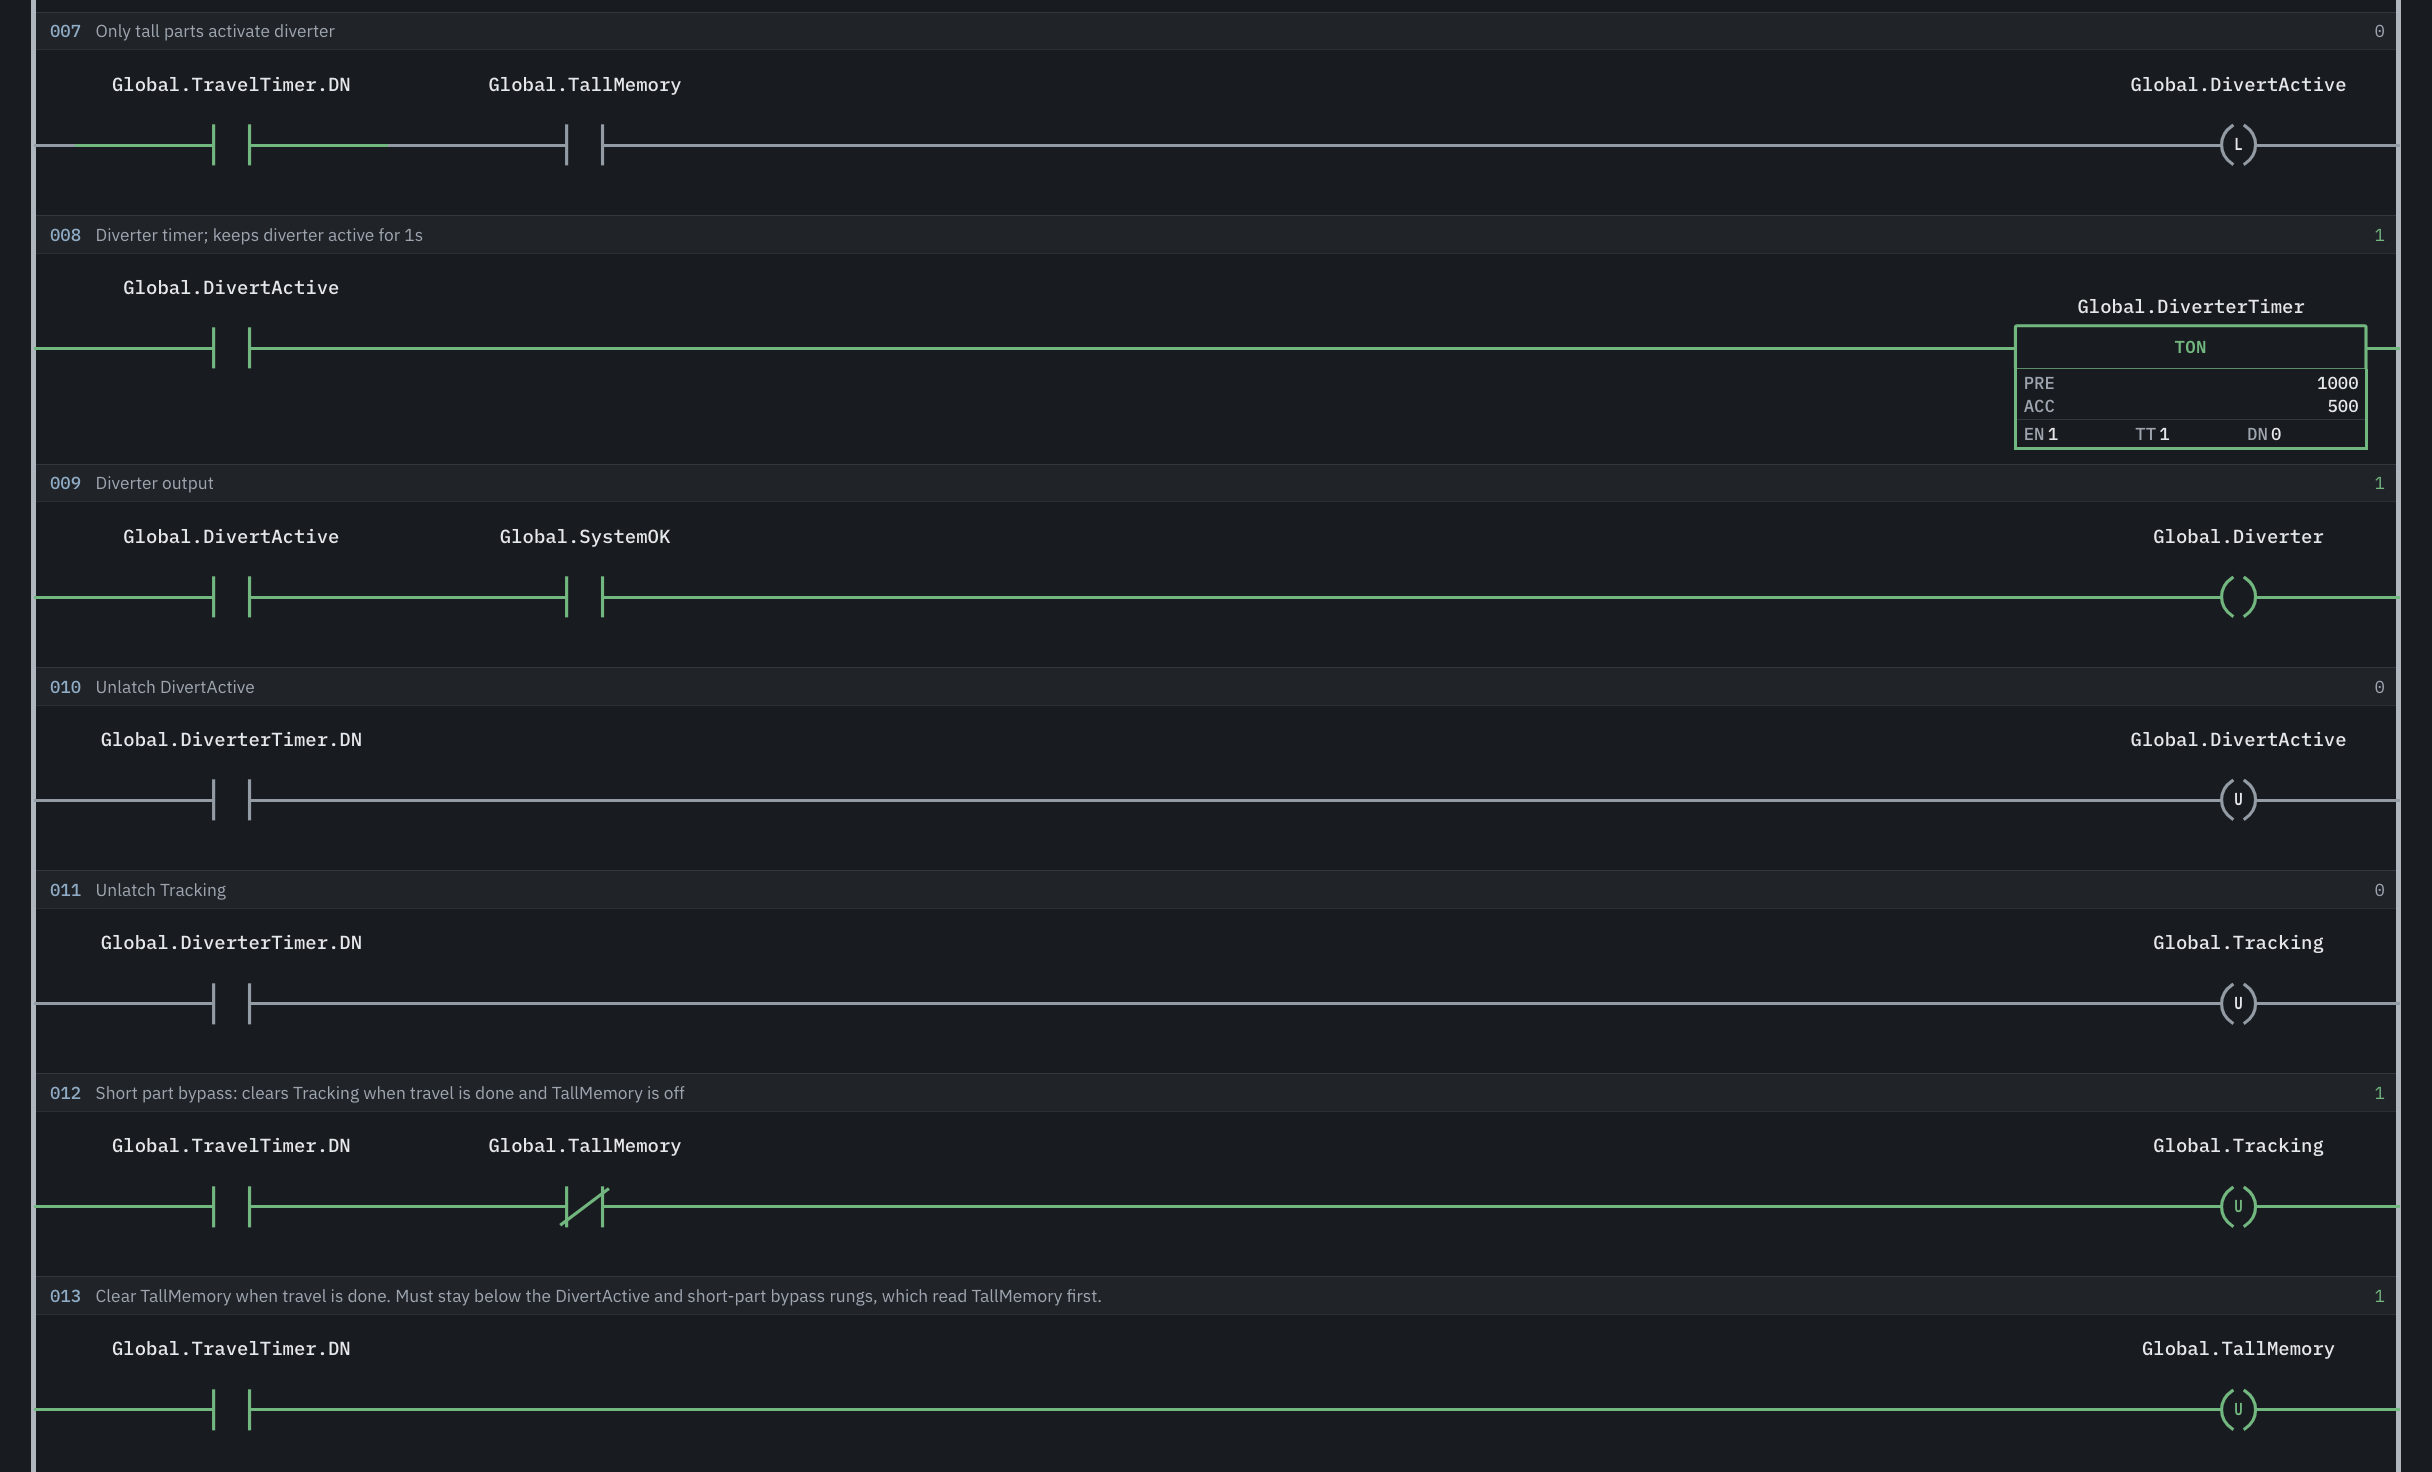 007 Only tall parts activate diverter 0
Global.TravelTimer.DN Global.TallMemory Global.DivertActive
L
008 Diverter timer; keeps diverter active for 1s 1
Global.DivertActive
Global.DiverterTimer
TON
PRE 1000
ACC 500
EN 1 TT 1 DN 0
009 Diverter output 1
Global.DivertActive Global.SystemOK Global.Diverter
010 Unlatch DivertActive 0
Global.DiverterTimer.DN Global.DivertActive
U
011 Unlatch Tracking 0
Global.DiverterTimer.DN Global.Tracking
U
012 Short part bypass: clears Tracking when travel is done and TallMemory is off 1
Global.TravelTimer.DN Global.TallMemory Global.Tracking
U
013 Clear TallMemory when travel is done. Must stay below the DivertActive and short-part bypass rungs, which read TallMemory first. 1
Global.TravelTimer.DN Global.TallMemory
U